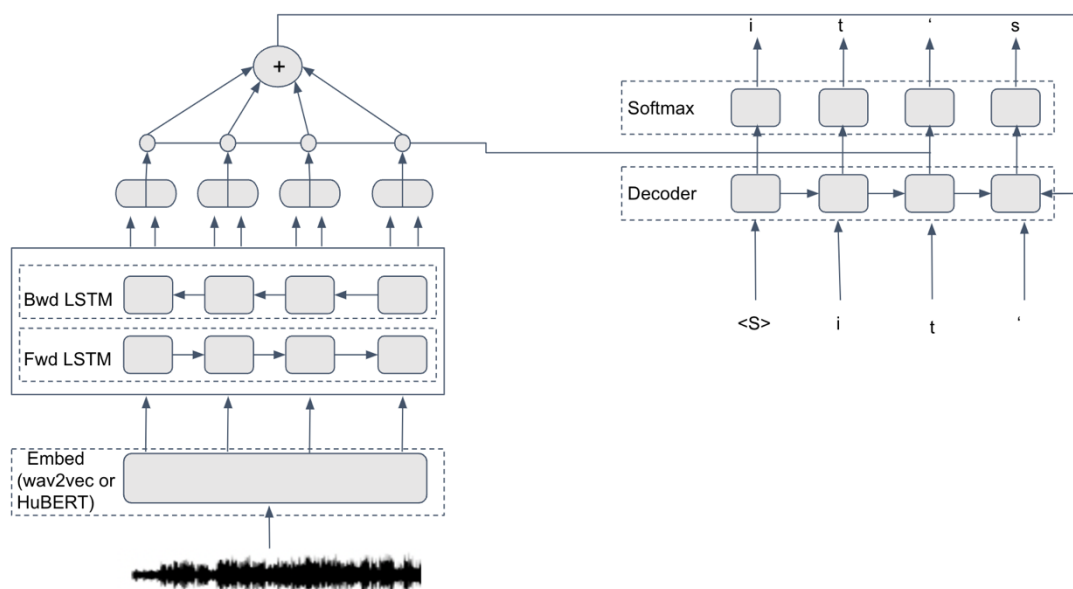 i t ‘ s
+
Softmax
Decoder
Bwd LSTM
Fwd LSTM
<S> i t ‘
Embed
(wav2vec or
HuBERT)